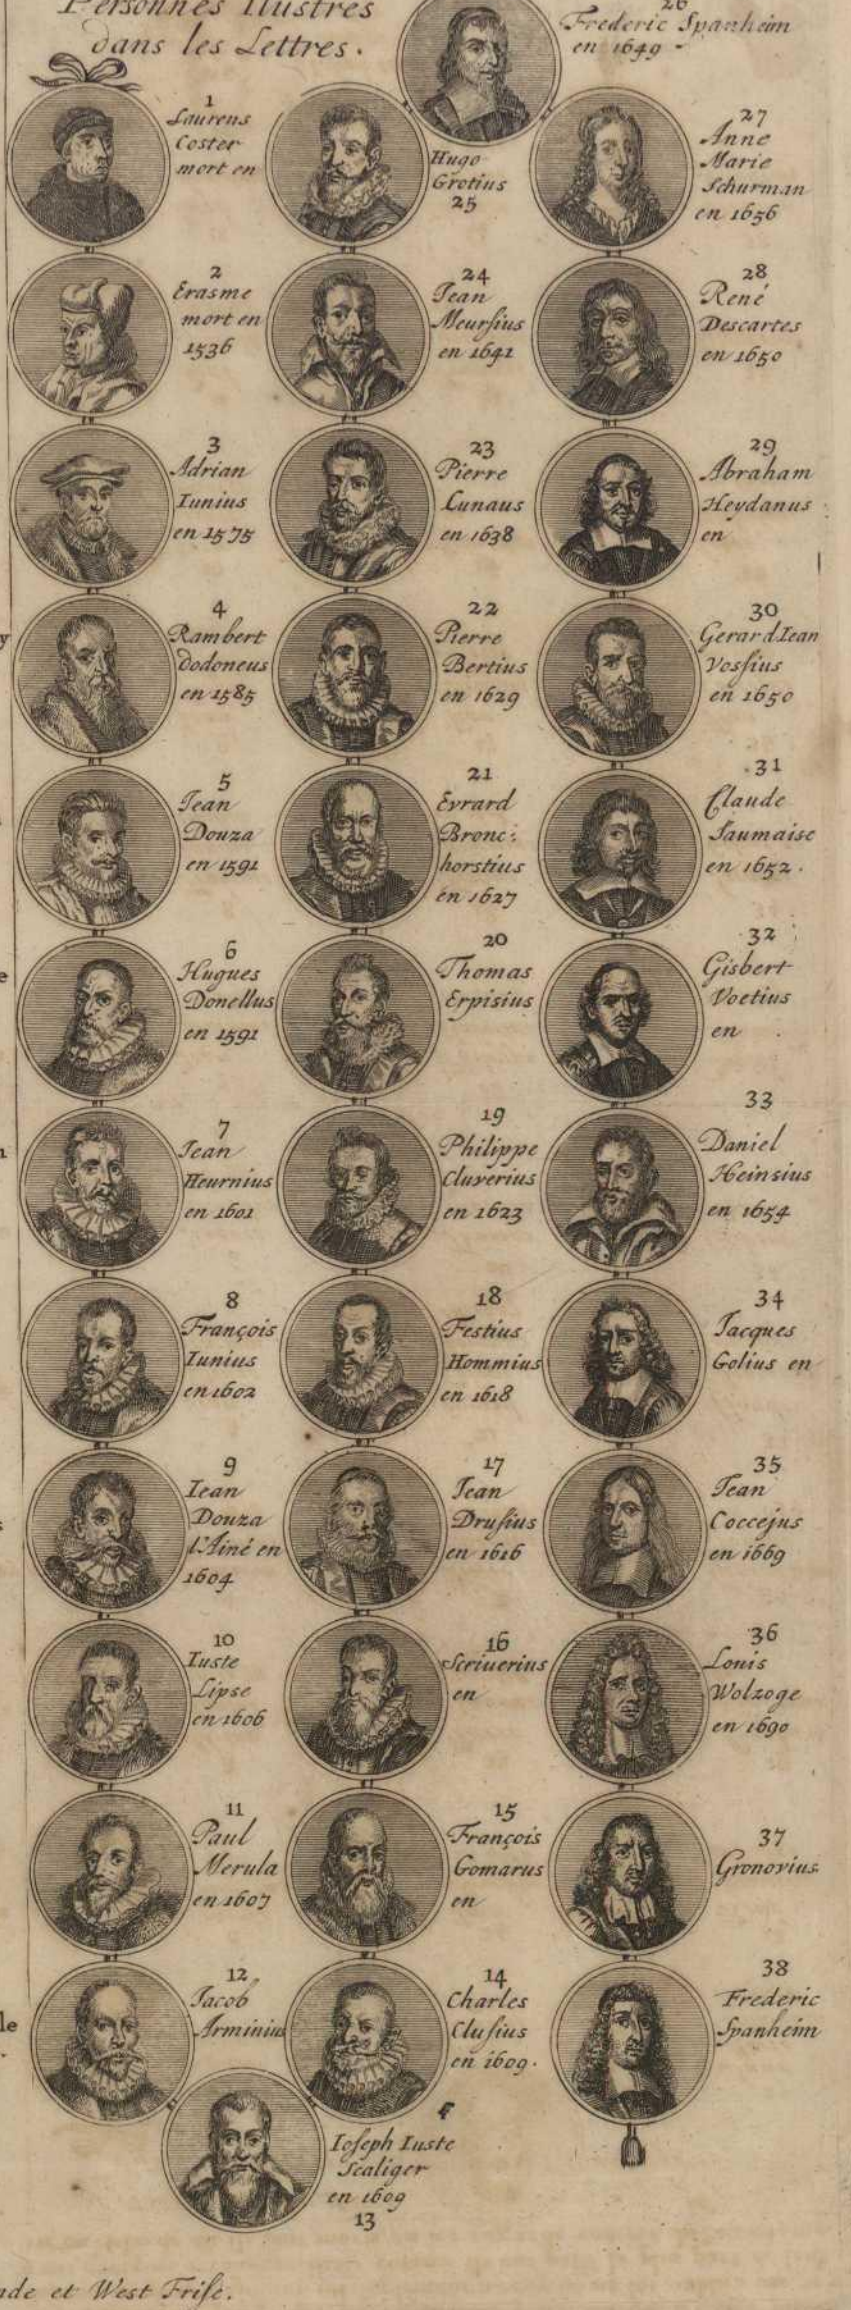 Personnes Ilustres
dans les Lettres.
1
Laurens
Coster
mort en
2
Erasme
mort en
1536
3
Adrian
Iunius
en 1575
4
Rambert
Dodoneus
en 1585
5
Jean
Douza
en 1591
6
Hugues
Donellus
en 1591
7
Jean
Heurnius
en 1601
8
François
Iunius
en 1602
9
Iean
Douza
l'Ainé en
1604
10
Iuste
Lipse
en 1606
11
Paul
Merula
en 1607
12
Jacob
Arminius
Ioseph Iuste
Scaliger
en 1609
13
14
Charles
Clusius
en 1609.
15
François
Gomarus
en
16
Scriverius
en
17
Jean
Drusius
en 1616
18
Festius
Hommius
en 1618
19
Philippe
Cluverius
en 1623
20
Thomas
Erpisius
21
Evrard
Bronc:
horstius
en 1627
22
Pierre
Bertius
en 1629
23
Pierre
Cunaus
en 1638
24
Jean
Meursius
en 1641
Hugo
Grotius
25
26
Frederic Spanheim
en 1649
27
Anne
Marie
Schurman
en 1656
28
René
Descartes
en 1650
29
Abraham
Heydanus
en
30
Gerard Iean
Vossius
en 1650
31
Claude
Saumaise
en 1652.
32
Gisbert
Voetius
en
33
Daniel
Heinsius
en 1654
34
Jacques
Golius en
35
Jean
Coccejus
en 1669
36
Louis
Wolzoge
en 1690
37
Gronovius.
38
Frederic
Spanheim
et West Frise.